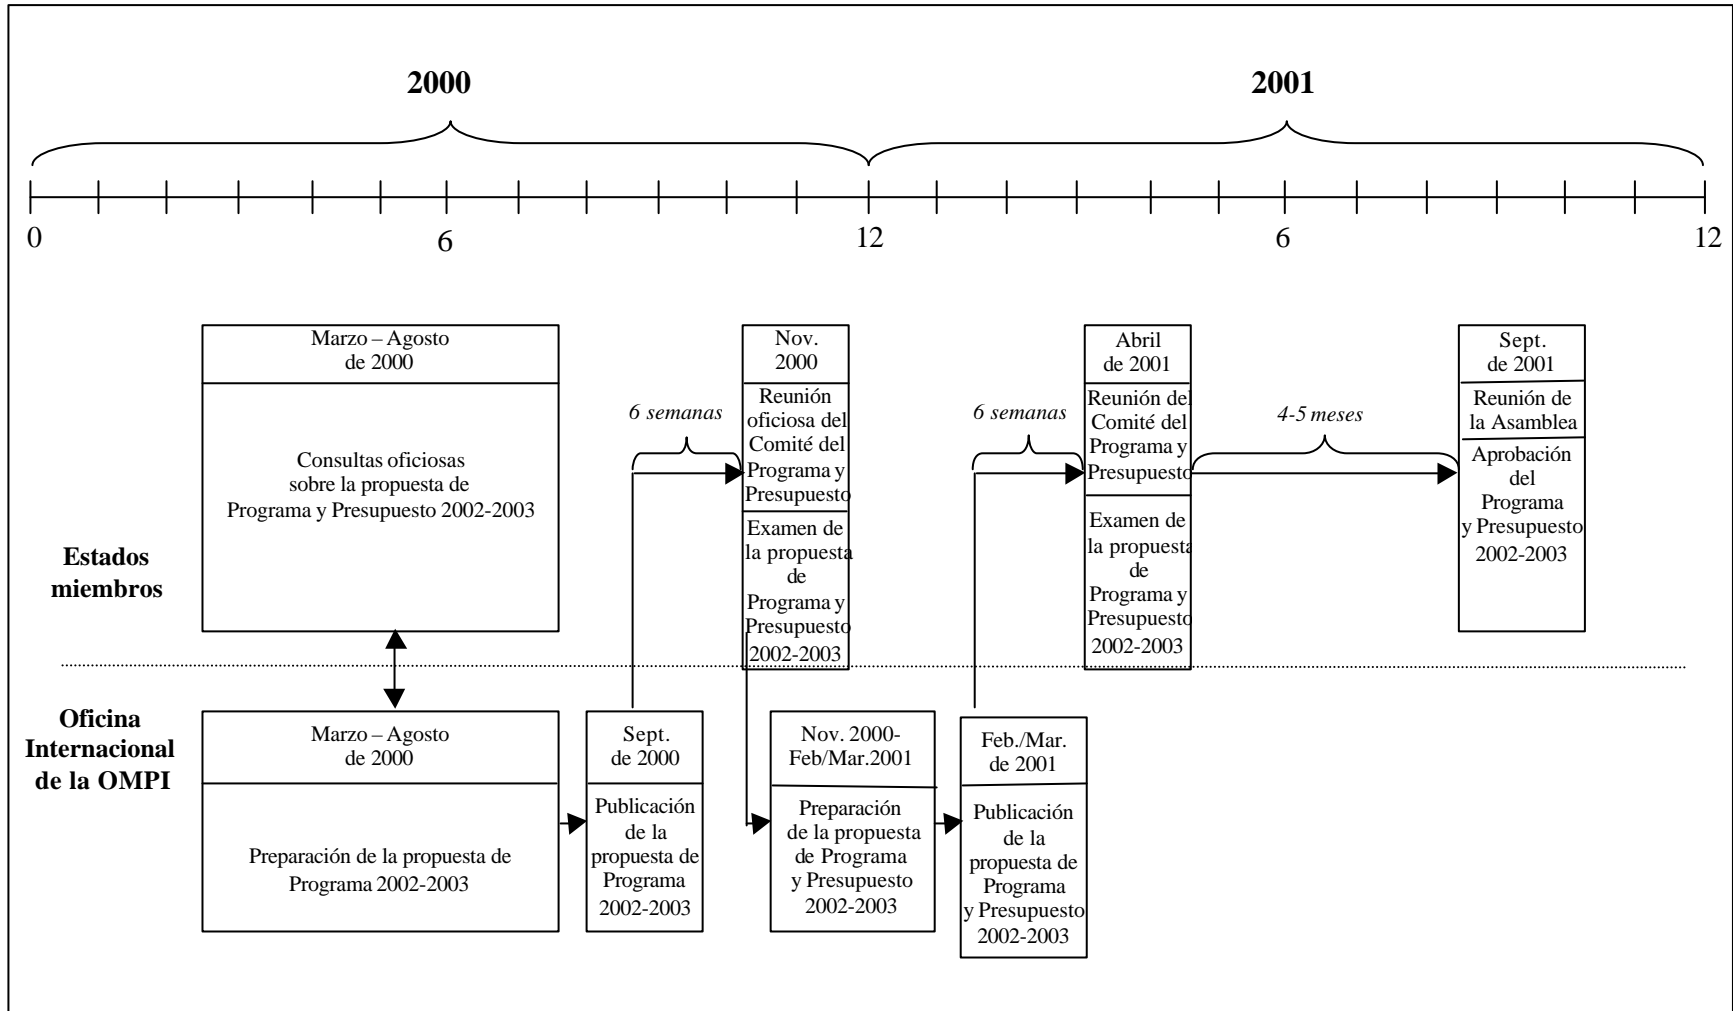 2000
2001
0
6
12
6
12
Marzo – Agosto
de 2000
Consultas oficiosas
sobre la propuesta de
Programa y Presupuesto 2002-2003
6 semanas
Nov.
2000
Reunión
oficiosa del
Comité del
Programa y
Presupuesto
Examen de
la propuesta
de
Programa y
Presupuesto
2002-2003
6 semanas
Abril
de 2001
Reunión del
Comité del
Programa y
Presupuesto
Examen de
la propuesta
de
Programa y
Presupuesto
2002-2003
4-5 meses
Sept.
de 2001
Reunión de
la Asamblea
Aprobación
del
Programa
y Presupuesto
2002-2003
Estados
miembros
Oficina
Internacional
de la OMPI
Marzo – Agosto
de 2000
Preparación de la propuesta de
Programa 2002-2003
Sept.
de 2000
Publicación
de la
propuesta de
Programa
2002-2003
Nov. 2000-
Feb/Mar.2001
Preparación
de la propuesta
de Programa
y Presupuesto
2002-2003
Feb./Mar.
de 2001
Publicación
de la
propuesta de
Programa
y Presupuesto
2002-2003